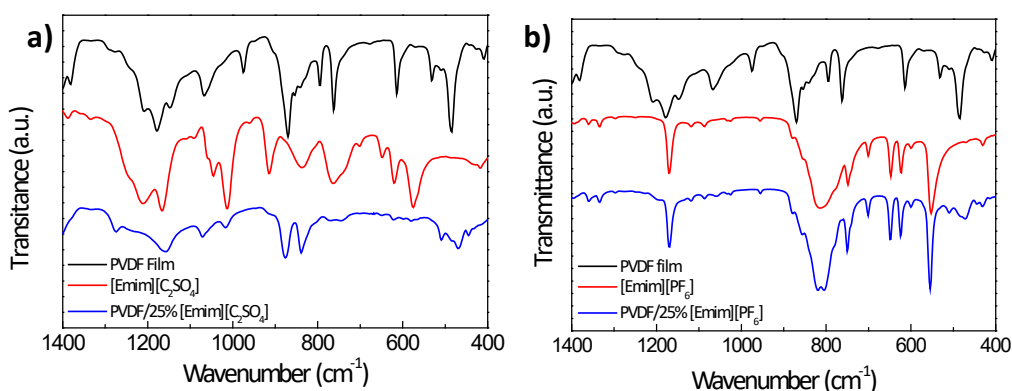 a)
Transitance (a.u.)
PVDF Film
[Emim][C₂SO₄]
PVDF/25% [Emim][C₂SO₄]
1400 1200 1000 800 600 400
Wavenumber (cm⁻¹)
b)
Transmittance (a.u.)
PVDF film
[Emim][PF₆]
PVDF/25% [Emim][PF₆]
1400 1200 1000 800 600 400
Wavenumber (cm⁻¹)